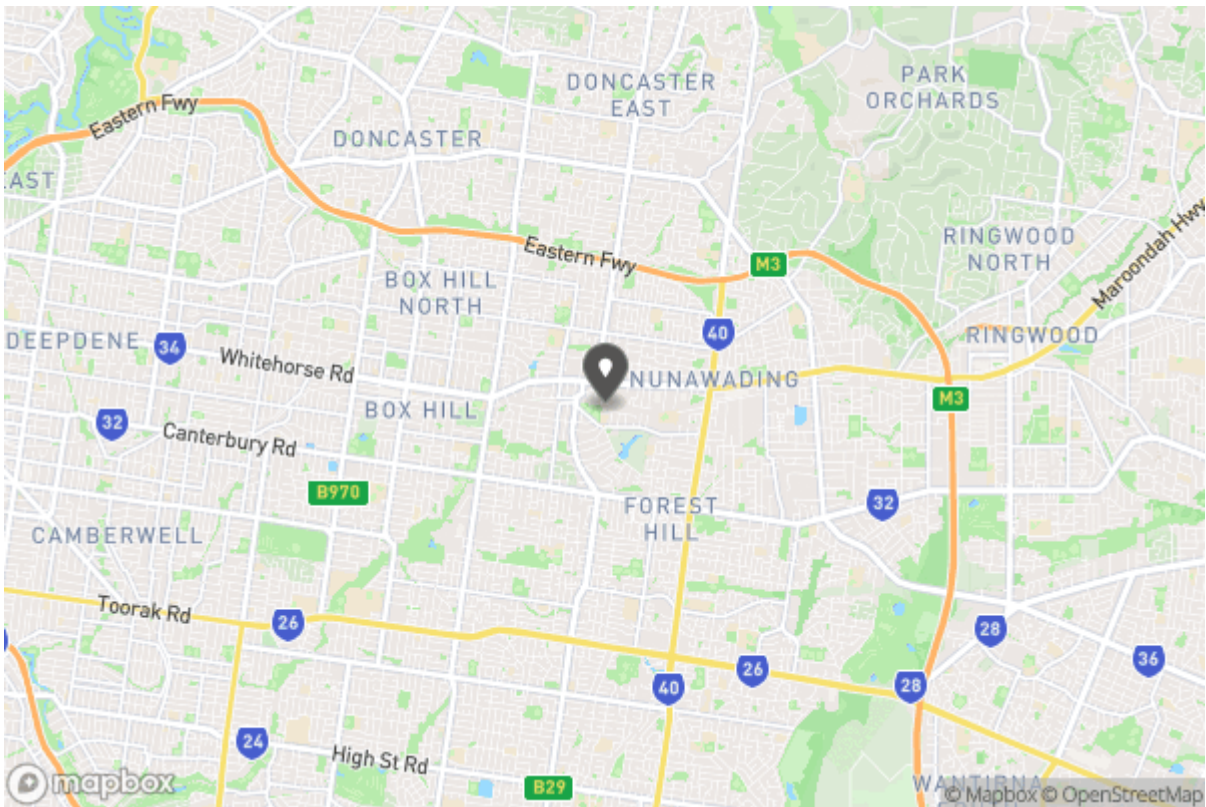 DONCASTER
EAST
PARK
ORCHARDS
Eastern Fwy
DONCASTER
EAST
RINGWOOD
NORTH
Maroondah Hwy
Eastern Fwy
M3
BOX HILL
NORTH
DEEPDENE
34
40
RINGWOOD
Whitehorse Rd
NUNAWADING
M3
BOX HILL
32
Canterbury Rd
B970
FOREST
HILL
32
CAMBERWELL
Toorak Rd
26
28
26
36
40
28
24
High St Rd
B29
WANTIRNA
mapbox
© Mapbox © OpenStreetMap